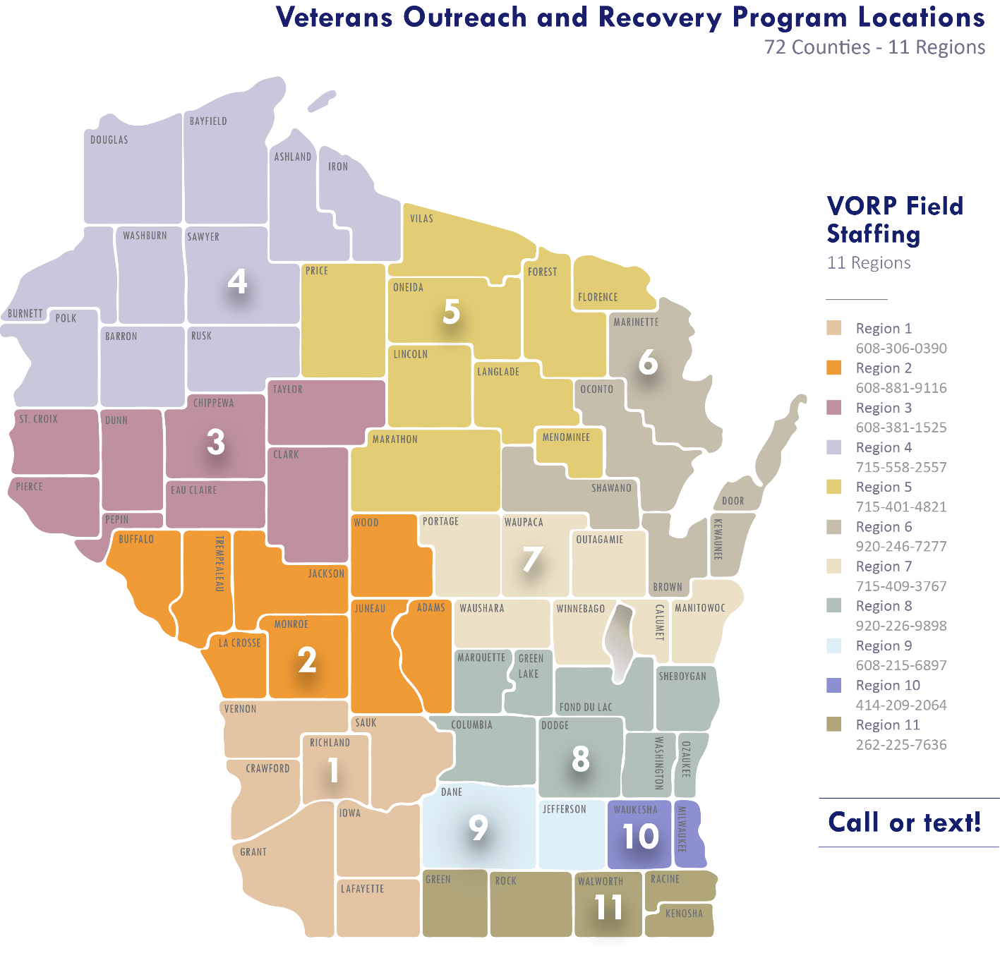 Veterans Outreach and Recovery Program Locations
72 Counties - 11 Regions
BAYFIELD
DOUGLAS
ASHLAND
IRON
VILAS
WASHBURN
SAWYER
4
PRICE
FOREST
ONEIDA
FLORENCE
5
BURNETT
POLK
MARINETTE
BARRON
RUSK
LINCOLN
6
LANGLADE
TAYLOR
OCONTO
CHIPPEWA
ST. CROIX
DUNN
3
MARATHON
MENOMINEE
CLARK
PIERCE
EAU CLAIRE
SHAWANO
DOOR
PEPIN
WOOD
PORTAGE
WAUPACA
KEWAUNEE
BUFFALO
TREMPEALEAU
OUTAGAMIE
7
JACKSON
BROWN
JUNEAU
ADAMS
WAUSHARA
WINNEBAGO
CALUMET
MANITOWOC
MONROE
LA CROSSE
2
MARQUETTE
GREEN
LAKE
SHEBOYGAN
FOND DU LAC
VERNON
SAUK
COLUMBIA
DODGE
RICHLAND
WASHINGTON
OZAUKEE
8
CRAWFORD
1
DANE
IOWA
JEFFERSON
WAUKESHA
MILWAUKEE
9
10
GRANT
GREEN
ROCK
WALWORTH
RACINE
LAFAYETTE
11
KENOSHA
VORP Field
Staffing
11 Regions
Region 1
608-306-0390
Region 2
608-881-9116
Region 3
608-381-1525
Region 4
715-558-2557
Region 5
715-401-4821
Region 6
920-246-7277
Region 7
715-409-3767
Region 8
920-226-9898
Region 9
608-215-6897
Region 10
414-209-2064
Region 11
262-225-7636
Call or text!